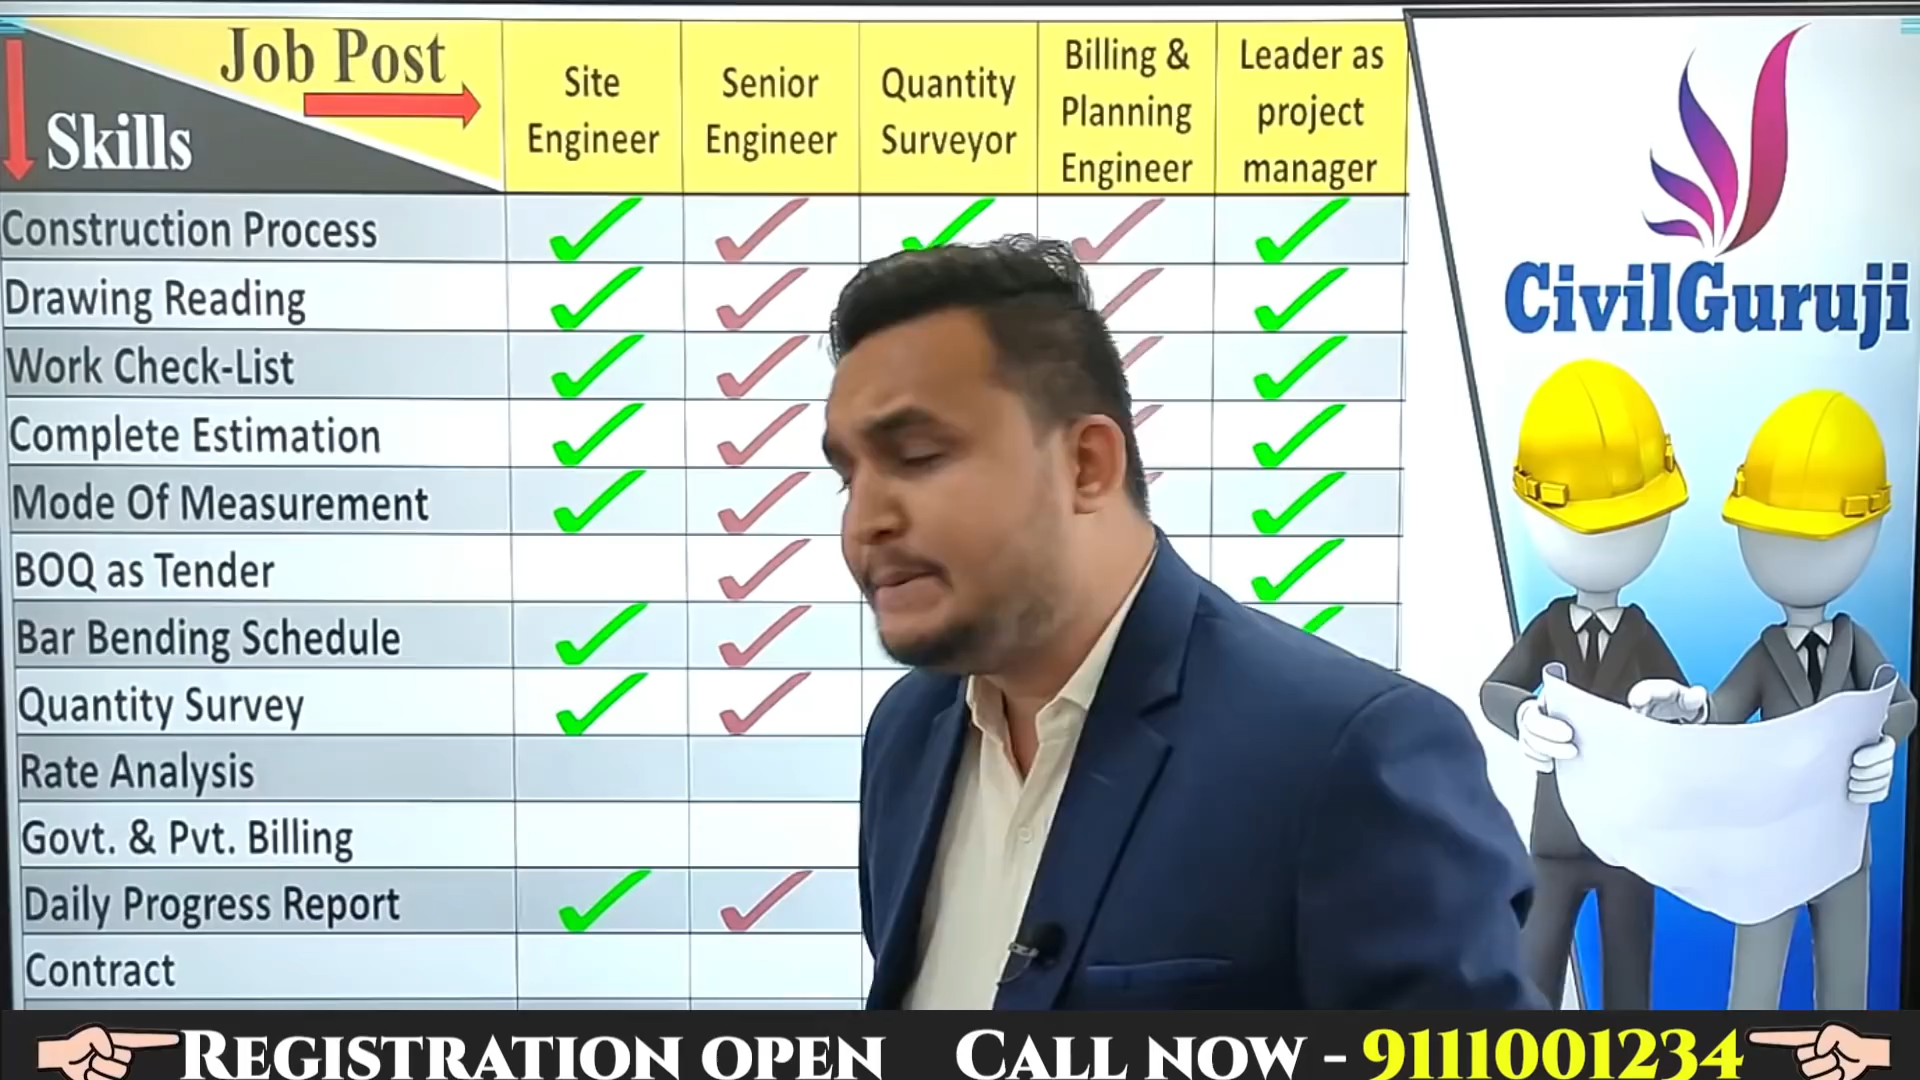 Job Post
Skills
Site
Engineer
Senior
Engineer
Quantity
Surveyor
Billing &
Planning
Engineer
Leader as
project
manager
Construction Process
Drawing Reading
Work Check-List
Complete Estimation
Mode Of Measurement
BOQ as Tender
Bar Bending Schedule
Quantity Survey
Rate Analysis
Govt. & Pvt. Billing
Daily Progress Report
Contract
CivilGuruji
REGISTRATION OPEN CALL NOW - 9111001234